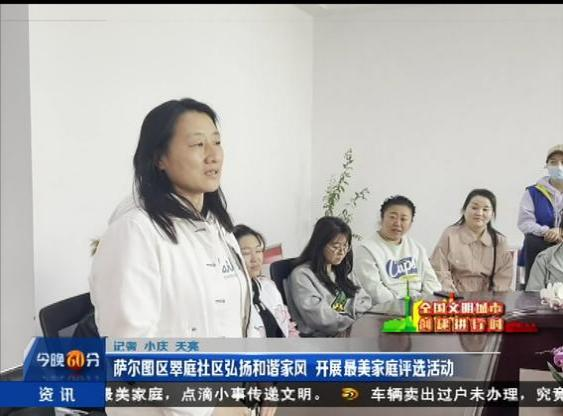 全国文明城市
创建进行时
记者 小庆 天亮
今晚60分
萨尔图区翠庭社区弘扬和谐家风 开展最美家庭评选活动
资讯
最美家庭，点滴小事传递文明。
车辆卖出过户未办理，究竟